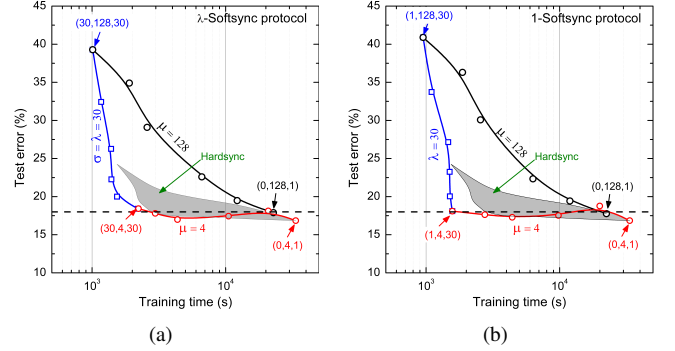 λ-Softsync protocol
(30,128,30)
45
40
35
30
25
20
15
10
Test error (%)
σ = λ = 30
μ = 128
Hardsync
(0,128,1)
(30,4,30)
μ = 4
(0,4,1)
10³
10⁴
Training time (s)
(a)
1-Softsync protocol
(1,128,30)
45
40
35
30
25
20
15
10
Test error (%)
λ = 30
μ = 128
Hardsync
(0,128,1)
(1,4,30)
μ = 4
(0,4,1)
10³
10⁴
Training time (s)
(b)